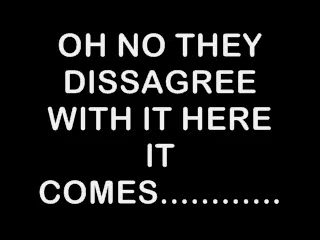 OH NO THEY
DISSAGREE
WITH IT HERE
IT
COMES............